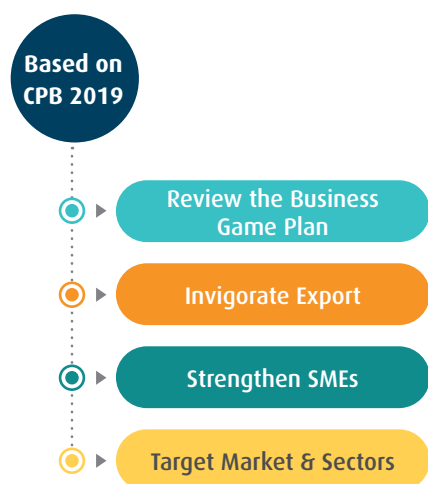 Based on
CPB 2019
Review the Business
Game Plan
Invigorate Export
Strengthen SMEs
Target Market & Sectors